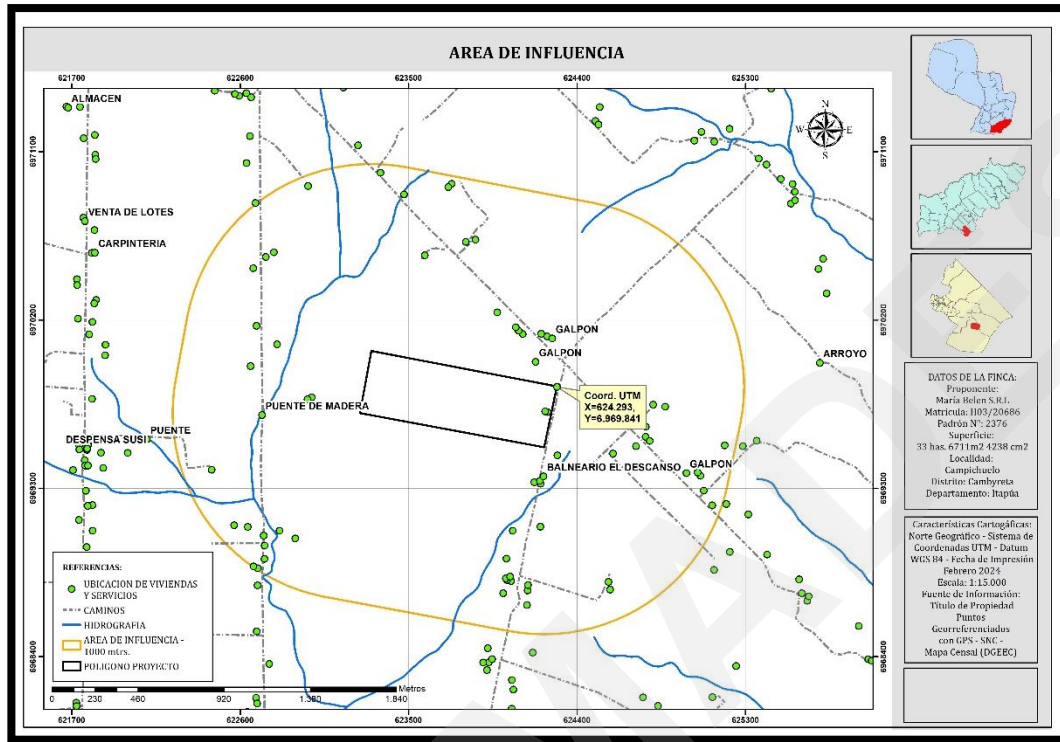 AREA DE INFLUENCIA
621700 622600 623500 624400 625300
6971100 6971100
6970200 6970200
6969300 6969300
6968400 6968400
621700 622600 623500 624400 625300
N
W E
S
ALMACEN
VENTA DE LOTES
CARPINTERIA
GALPON
GALPON
ARROYO
Coord. UTM
X=624.293,
Y=6.969.841
PUENTE DE MADERA
DESPENSA SUSI
PUENTE
BALNEARIO EL DESCANSO
GALPON
REFERENCIAS:
UBICACION DE VIVIENDAS
Y SERVICIOS
CAMINOS
HIDROGRAFIA
AREA DE INFLUENCIA -
1000 mtrs.
POLIGONO PROYECTO
Metros
0 230 460 920 1.380 1.840
DATOS DE LA FINCA:
Proponente:
María Belen S.R.L.
Matricula: H03/20686
Padrón N°: 2376
Superficie:
33 has. 6711m2 4238 cm2
Localidad:
Campichuelo
Distrito: Cambyreta
Departamento: Itapúa
Características Cartográficas:
Norte Geográfico - Sistema de
Coordenadas UTM - Datum
WGS 84 - Fecha de Impresión
Febrero 2024
Escala: 1:15.000
Fuente de Información:
Título de Propiedad
Puntos
Georreferenciados
con GPS - SNC -
Mapa Censal (DGEEC)